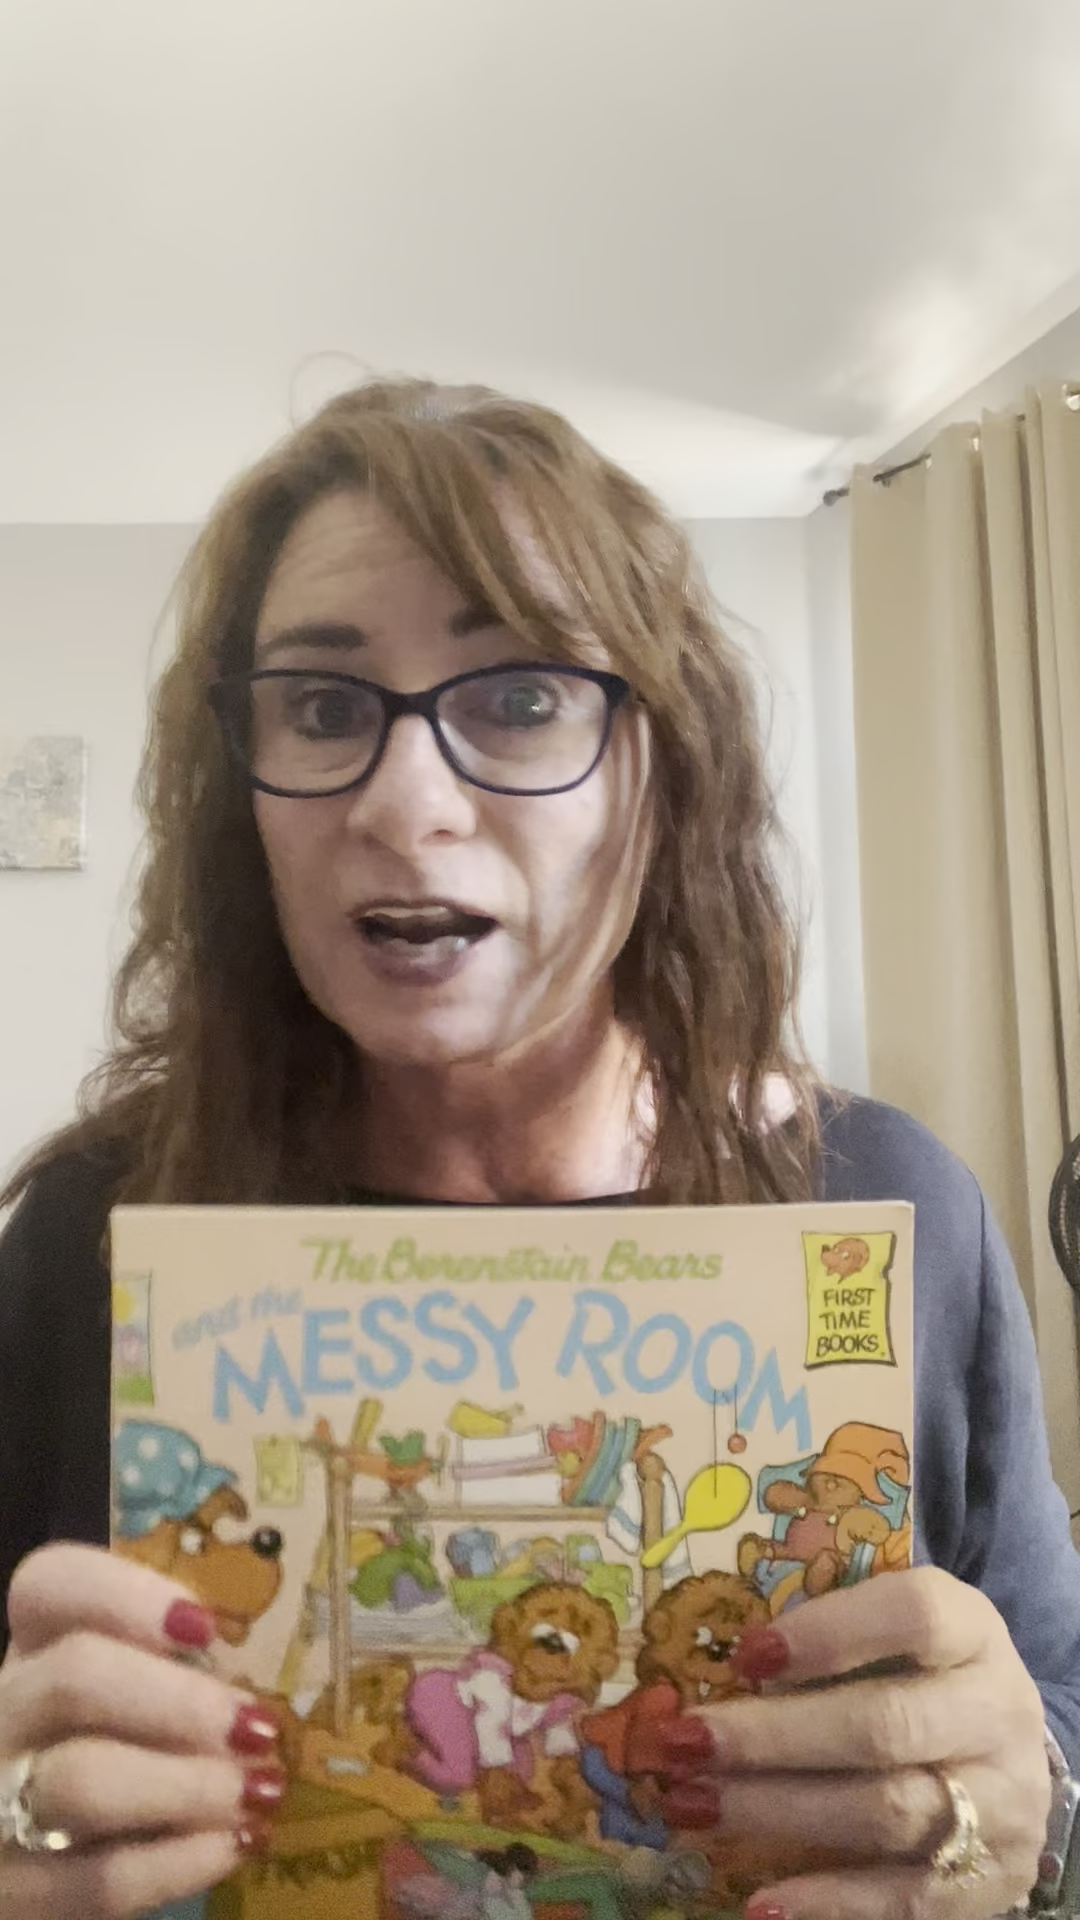 The Berenstain Bears
and the
MESSY ROOM
FIRST
TIME
BOOKS